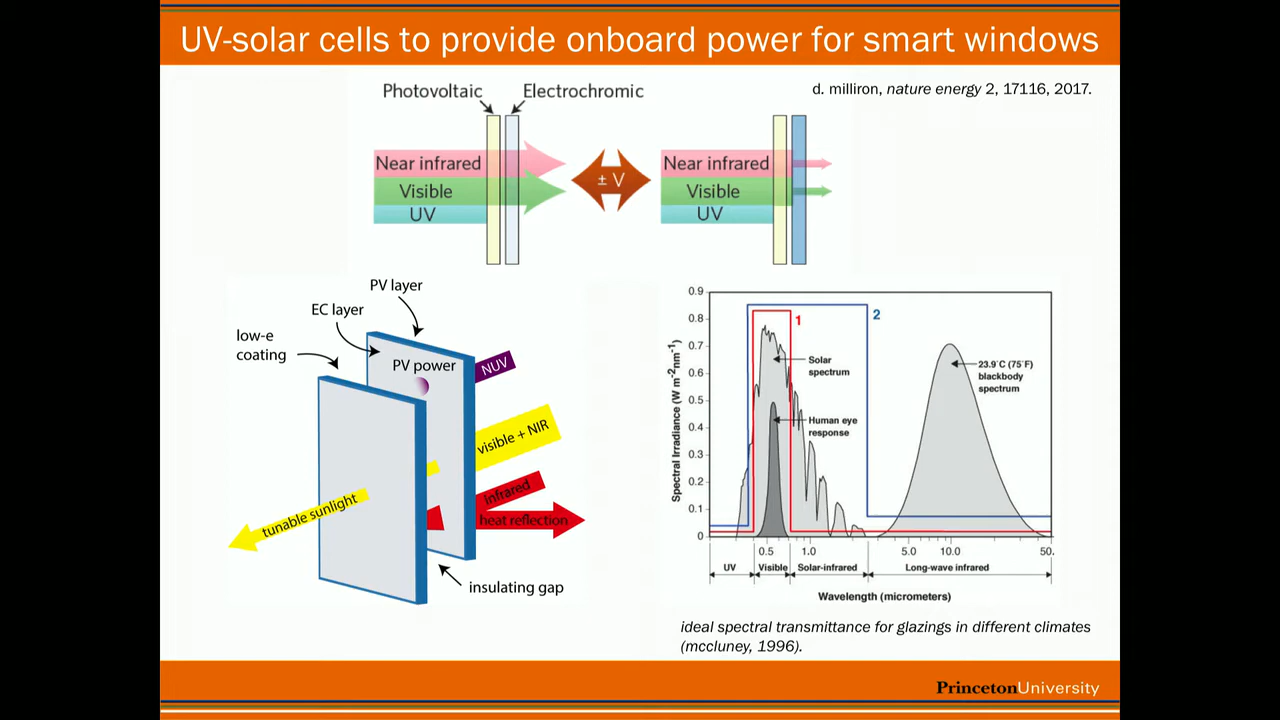 UV-solar cells to provide onboard power for smart windows
d. milliron, nature energy 2, 17116, 2017.
Photovoltaic
Electrochromic
Near infrared
Visible
UV
± V
Near infrared
Visible
UV
PV layer
EC layer
low-e
coating
PV power
NUV
visible + NIR
Infrared
heat reflection
tunable sunlight
insulating gap
Spectral Irradiance (W m⁻²nm⁻¹)
0.9
0.8
0.7
0.6
0.5
0.4
0.3
0.2
0.1
0
1
2
Solar
spectrum
Human eye
response
23.9°C (75°F)
blackbody
spectrum
0.5
1.0
5.0
10.0
50.
UV
Visible
Solar-infrared
Long-wave infrared
Wavelength (micrometers)
ideal spectral transmittance for glazings in different climates
(mccluney, 1996).
PrincetonUniversity